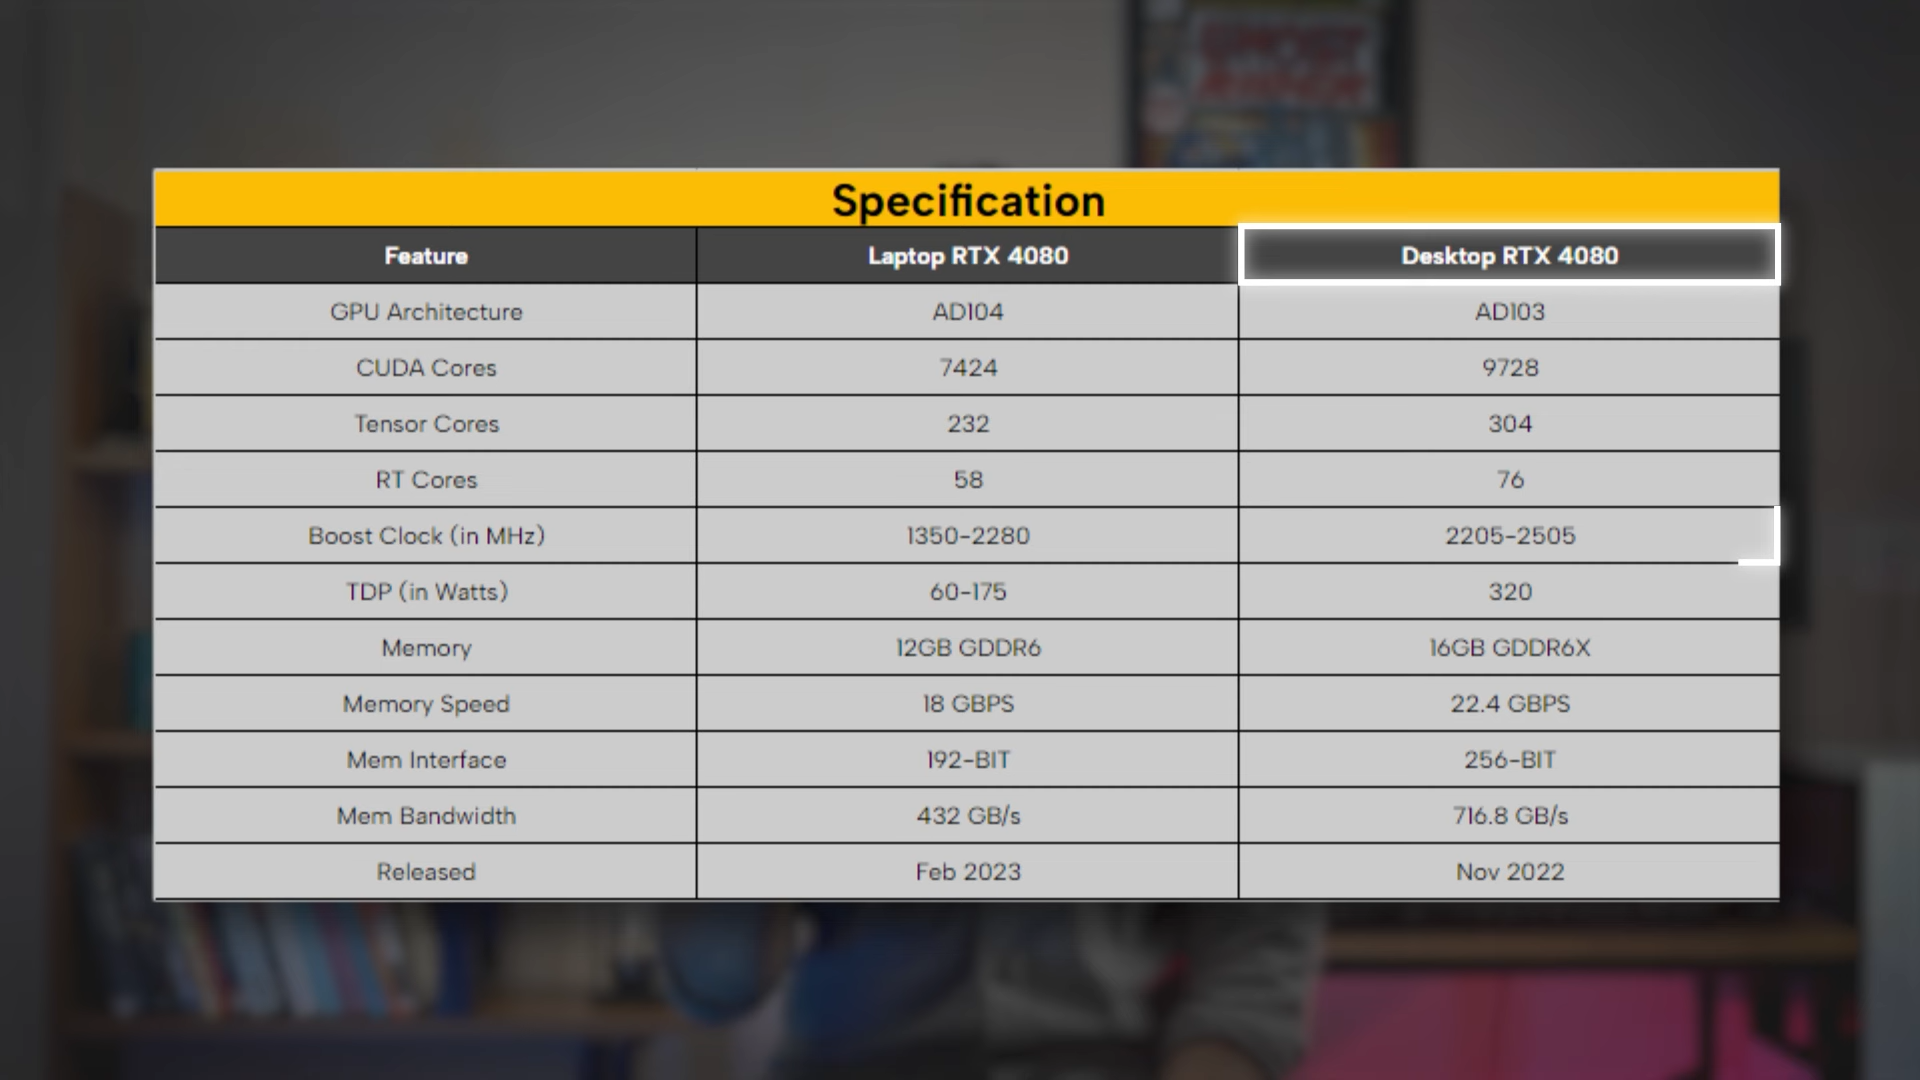 Specification
Feature Laptop RTX 4080 Desktop RTX 4080
GPU Architecture AD104 AD103
CUDA Cores 7424 9728
Tensor Cores 232 304
RT Cores 58 76
Boost Clock (in MHz) 1350-2280 2205-2505
TDP (in Watts) 60-175 320
Memory 12GB GDDR6 16GB GDDR6X
Memory Speed 18 GBPS 22.4 GBPS
Mem Interface 192-BIT 256-BIT
Mem Bandwidth 432 GB/s 716.8 GB/s
Released Feb 2023 Nov 2022